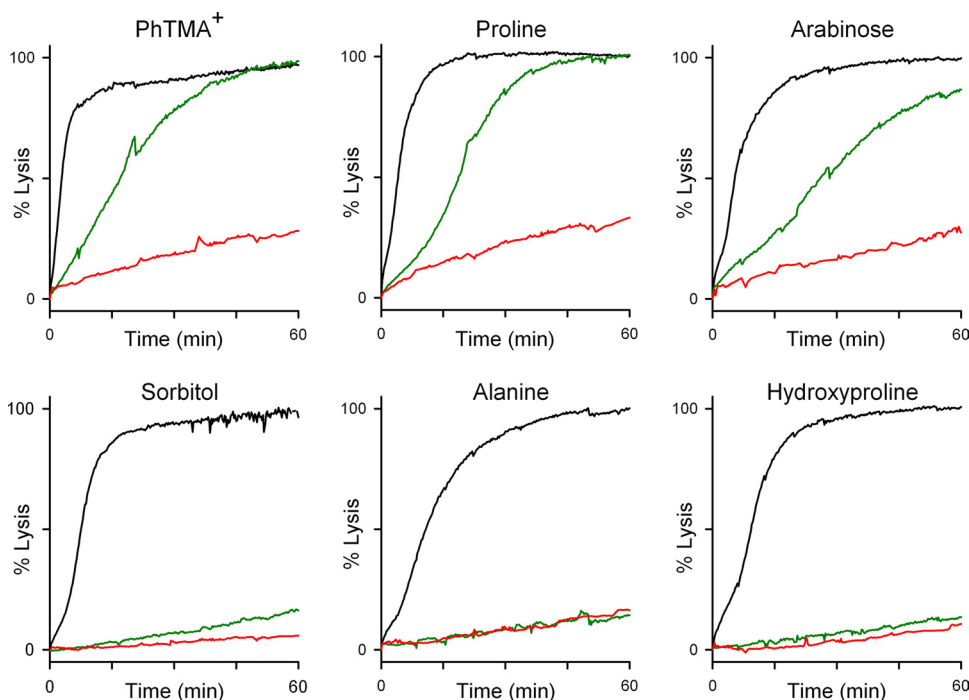 PhTMA+
100
% Lysis
0
0
60
Time (min)
Proline
100
% Lysis
0
0
60
Time (min)
Arabinose
100
% Lysis
0
0
60
Time (min)
Sorbitol
100
% Lysis
0
0
60
Time (min)
Alanine
100
% Lysis
0
0
60
Time (min)
Hydroxyproline
100
% Lysis
0
0
60
Time (min)